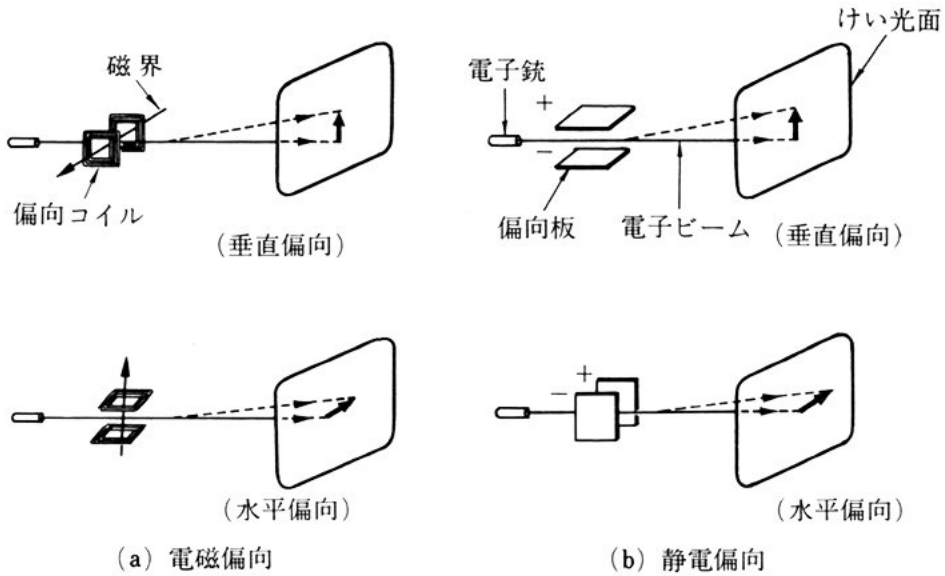 磁界
偏向コイル
(垂直偏向)
(水平偏向)
(a) 電磁偏向
けい光面
電子銃
+
−
偏向板
電子ビーム
(垂直偏向)
+
−
(水平偏向)
(b) 静電偏向